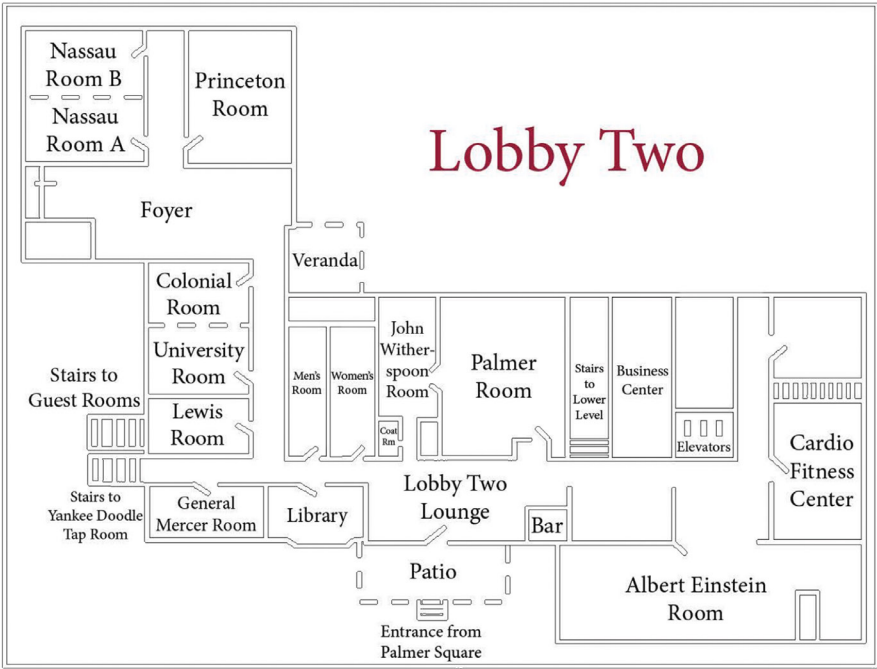 Nassau
Room B
Nassau
Room A
Princeton
Room
Lobby Two
Foyer
Veranda
Colonial
Room
University
Room
Lewis
Room
Stairs to
Guest Rooms
Stairs to
Yankee Doodle
Tap Room
General
Mercer Room
Library
Men's
Room
Women's
Room
John
Wither-
spoon
Room
Coat
Rm
Palmer
Room
Stairs
to
Lower
Level
Business
Center
Elevators
Cardio
Fitness
Center
Lobby Two
Lounge
Bar
Patio
Entrance from
Palmer Square
Albert Einstein
Room